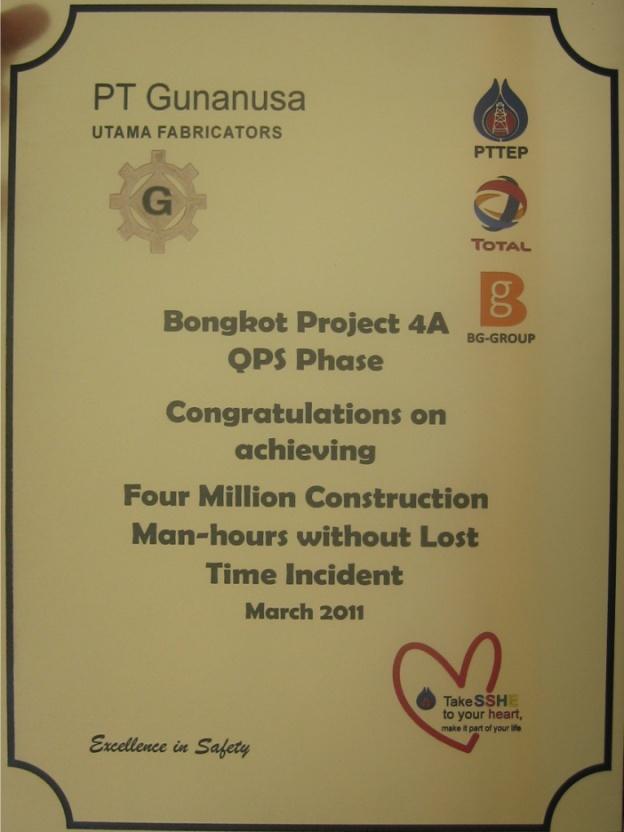 PT Gunanusa
UTAMA FABRICATORS
G
PTTEP
TOTAL
BG
BG-GROUP
Bongkot Project 4A
QPS Phase
Congratulations on
achieving
Four Million Construction
Man-hours without Lost
Time Incident
March 2011
Take SSHE
to your heart,
make it part of your life
Excellence in Safety